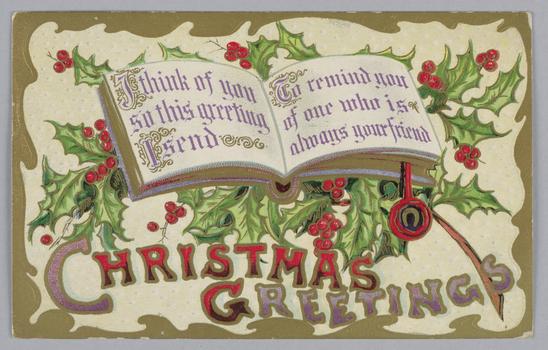 I think of you
so this greeting
I send
To remind you
of one who is
always your friend
CHRISTMAS
GREETINGS